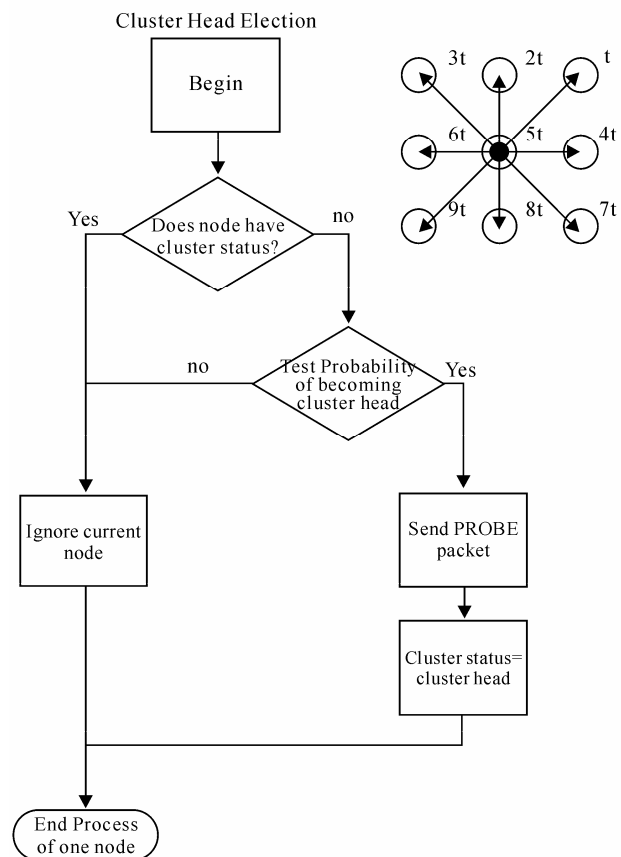 Cluster Head Election
Begin
3t 2t t
6t 5t 4t
9t 8t 7t
Yes
Does node have
cluster status?
no
no
Test Probability
of becoming
cluster head
Yes
Ignore current
node
Send PROBE
packet
Cluster status=
cluster head
End Process
of one node